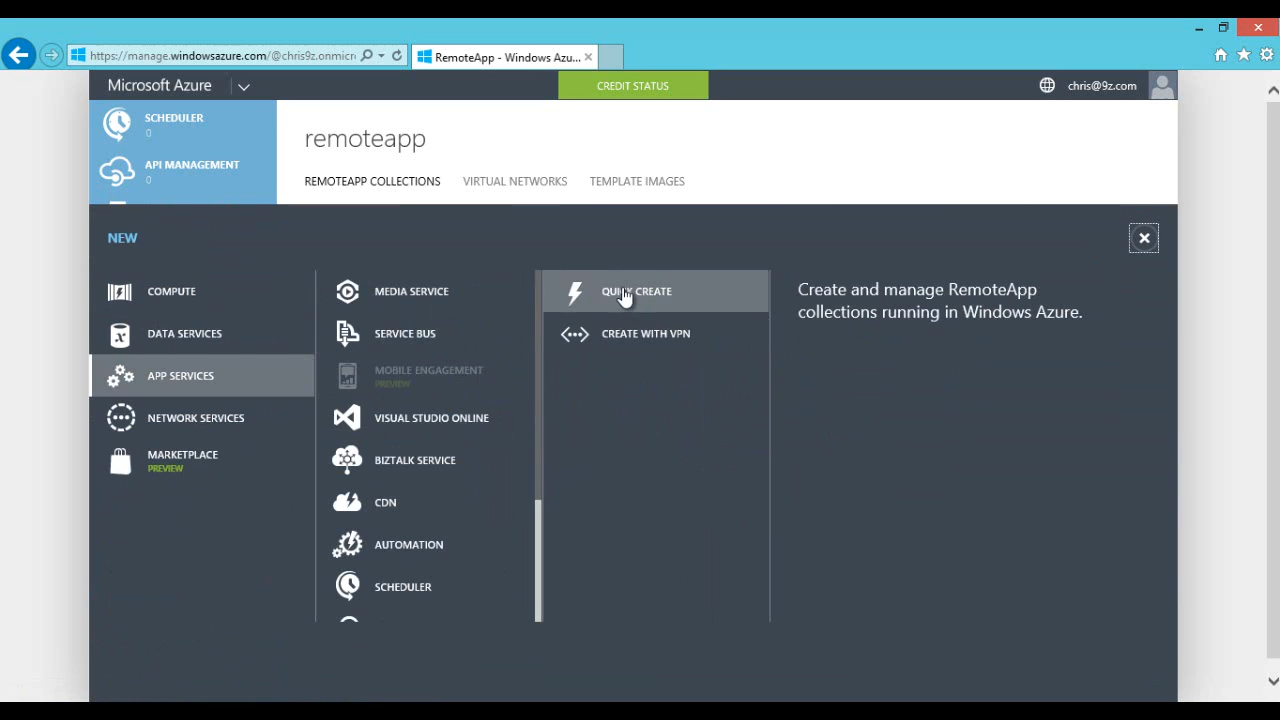 https://manage.windowsazure.com/@chris9z.onmicr
RemoteApp - Windows Azu...
Microsoft Azure
CREDIT STATUS
chris@9z.com
SCHEDULER
0
API MANAGEMENT
0
remoteapp
REMOTEAPP COLLECTIONS
VIRTUAL NETWORKS
TEMPLATE IMAGES
NEW
COMPUTE
DATA SERVICES
APP SERVICES
NETWORK SERVICES
MARKETPLACE
PREVIEW
MEDIA SERVICE
SERVICE BUS
MOBILE ENGAGEMENT
PREVIEW
VISUAL STUDIO ONLINE
BIZTALK SERVICE
CDN
AUTOMATION
SCHEDULER
QUICK CREATE
CREATE WITH VPN
Create and manage RemoteApp
collections running in Windows Azure.